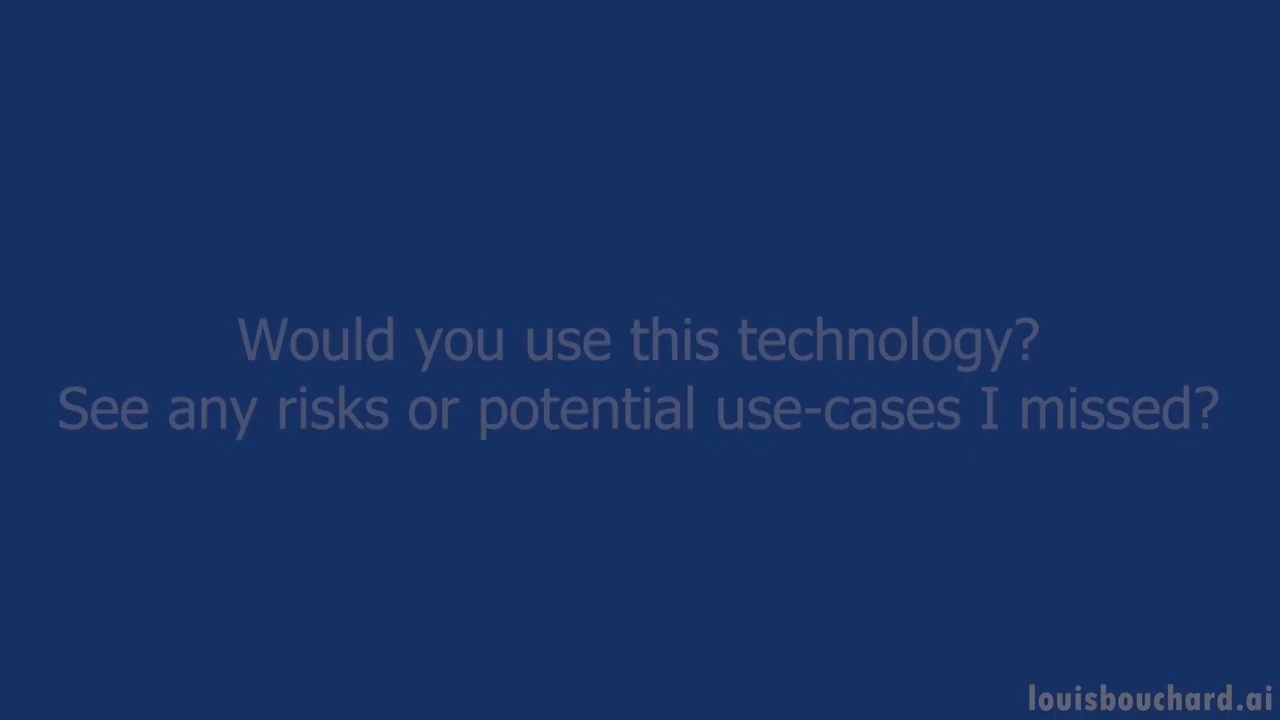 Would you use this technology?
See any risks or potential use-cases I missed?
louisbouchard.ai